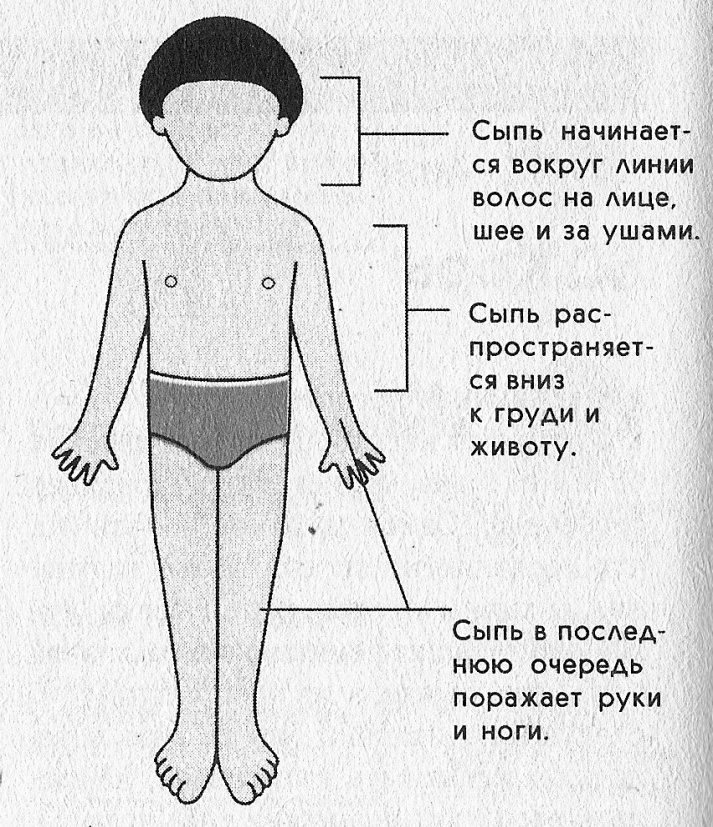 Сыпь начинает-
ся вокруг линии
волос на лице,
шее и за ушами.
Сыпь рас-
пространяет-
ся вниз
к груди и
животу.
Сыпь в послед-
нюю очередь
поражает руки
и ноги.